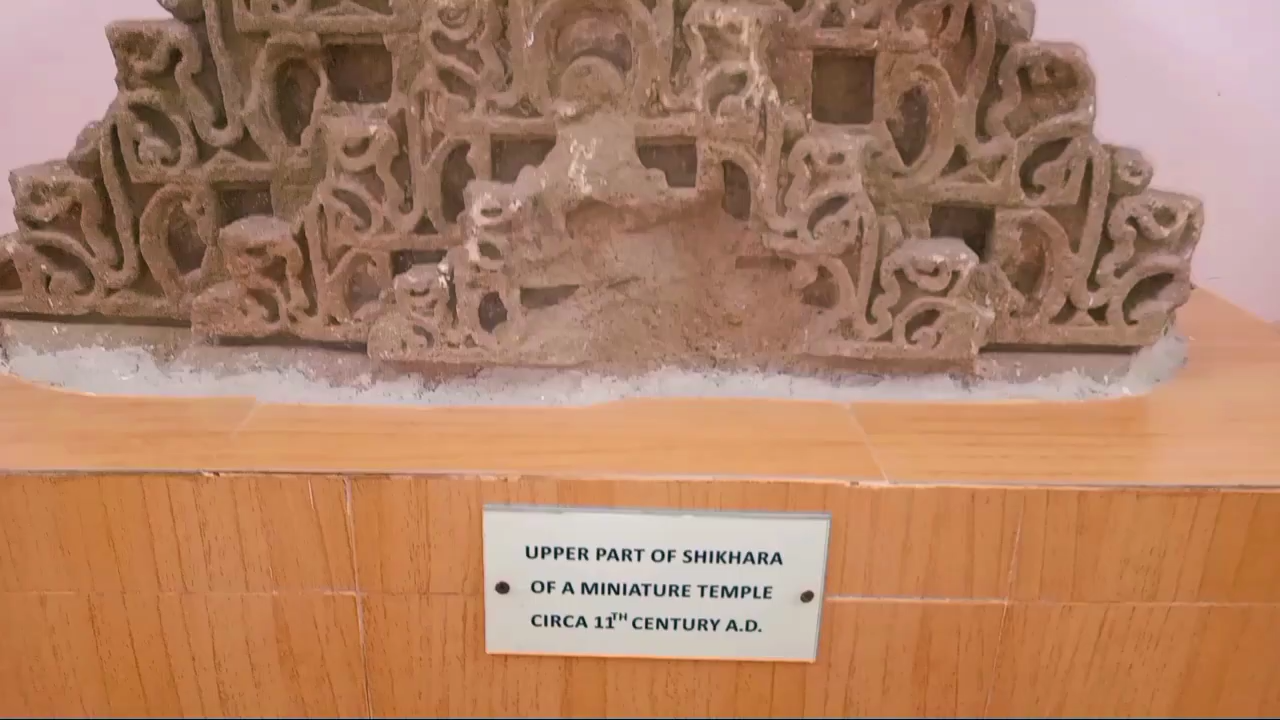 UPPER PART OF SHIKHARA
OF A MINIATURE TEMPLE
CIRCA 11TH CENTURY A.D.